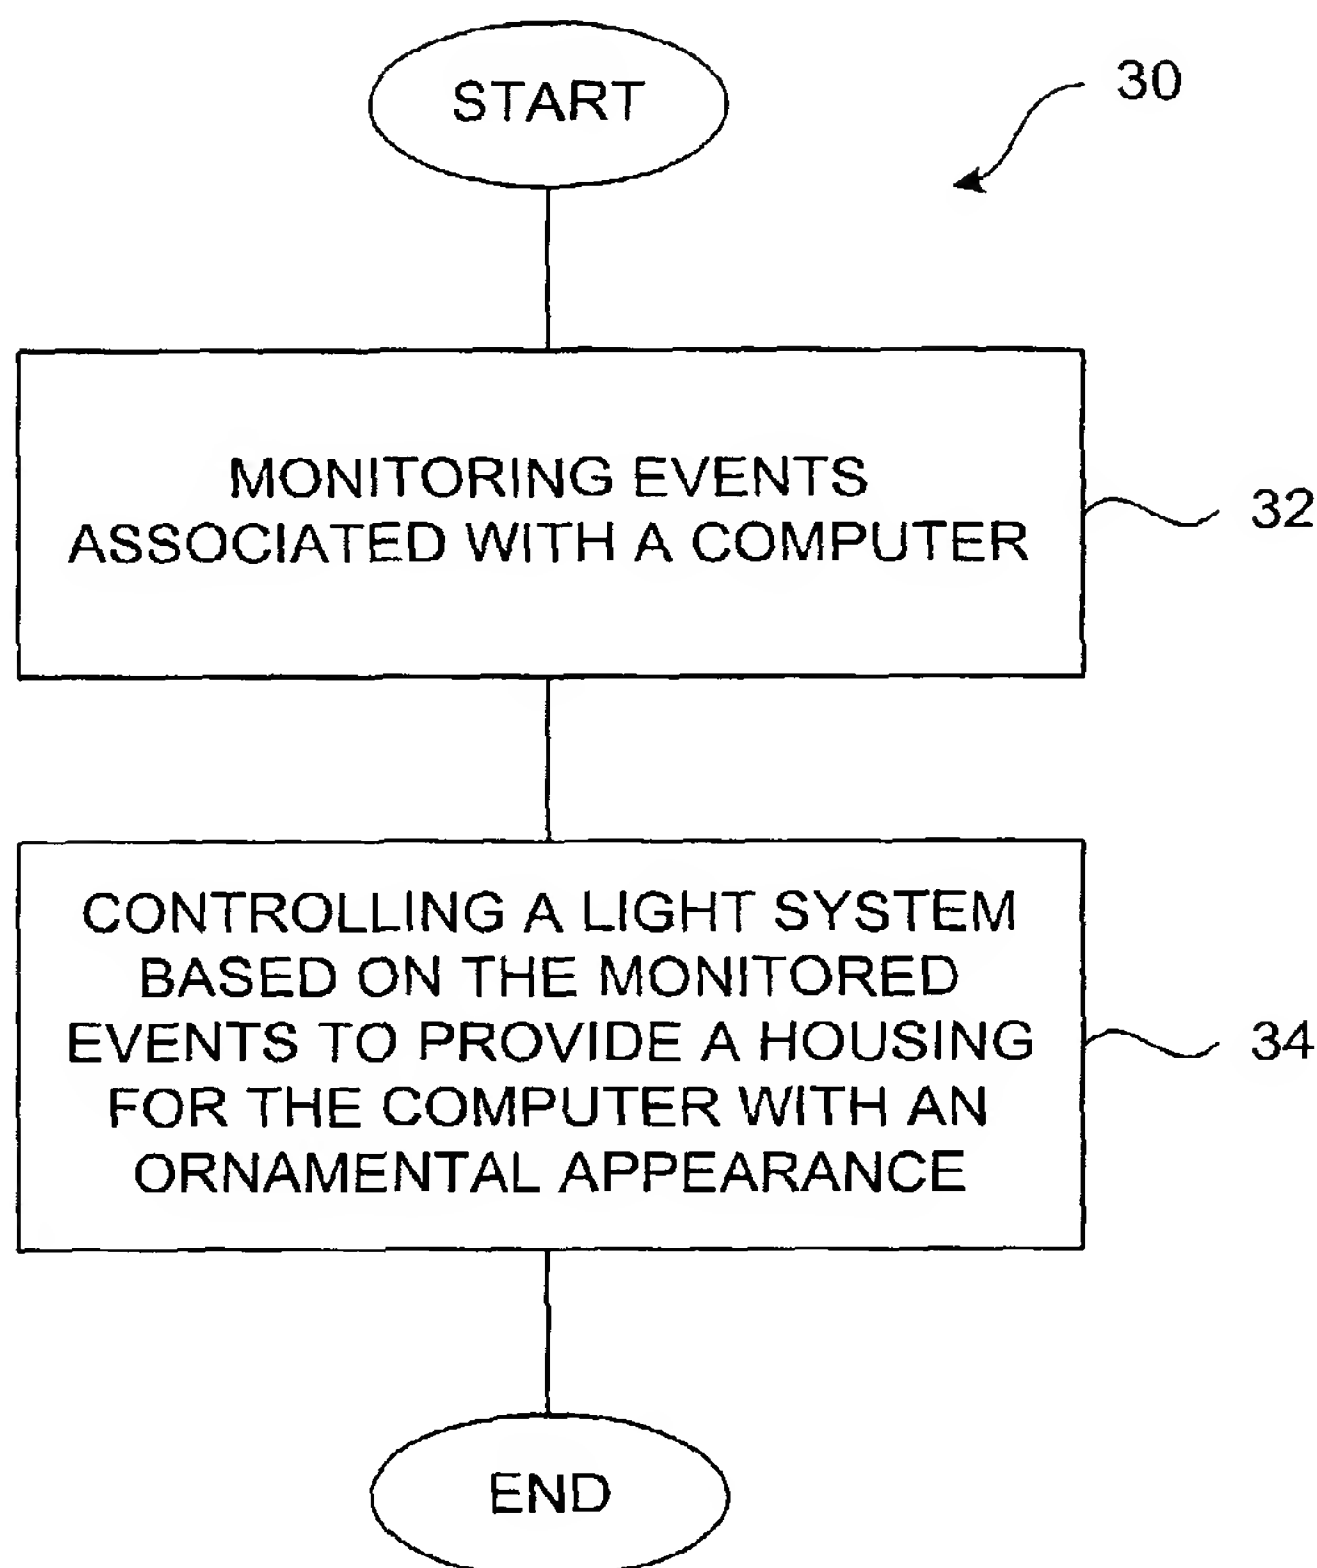 START
30
MONITORING EVENTS
ASSOCIATED WITH A COMPUTER
32
CONTROLLING A LIGHT SYSTEM
BASED ON THE MONITORED
EVENTS TO PROVIDE A HOUSING
FOR THE COMPUTER WITH AN
ORNAMENTAL APPEARANCE
34
END